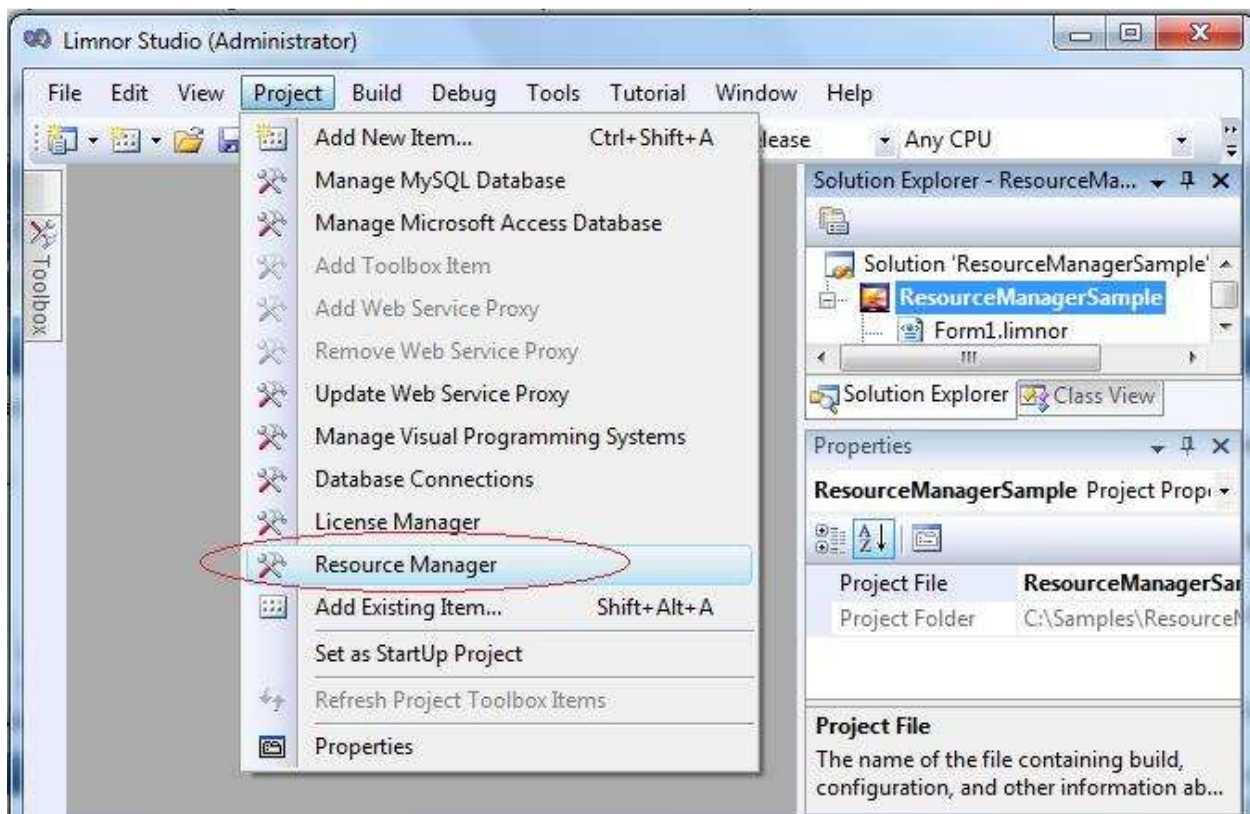 Limnor Studio (Administrator)
File Edit View Project Build Debug Tools Tutorial Window Help
Any CPU
Toolbox
Add New Item... Ctrl+Shift+A
Manage MySQL Database
Manage Microsoft Access Database
Add Toolbox Item
Add Web Service Proxy
Remove Web Service Proxy
Update Web Service Proxy
Manage Visual Programming Systems
Database Connections
License Manager
Resource Manager
Add Existing Item... Shift+Alt+A
Set as StartUp Project
Refresh Project Toolbox Items
Properties
Solution Explorer - ResourceMa...
Solution 'ResourceManagerSample'
ResourceManagerSample
Form1.limnor
Solution Explorer Class View
Properties
ResourceManagerSample Project Prop
Project File ResourceManagerSa
Project Folder C:\Samples\Resource
Project File
The name of the file containing build,
configuration, and other information ab...